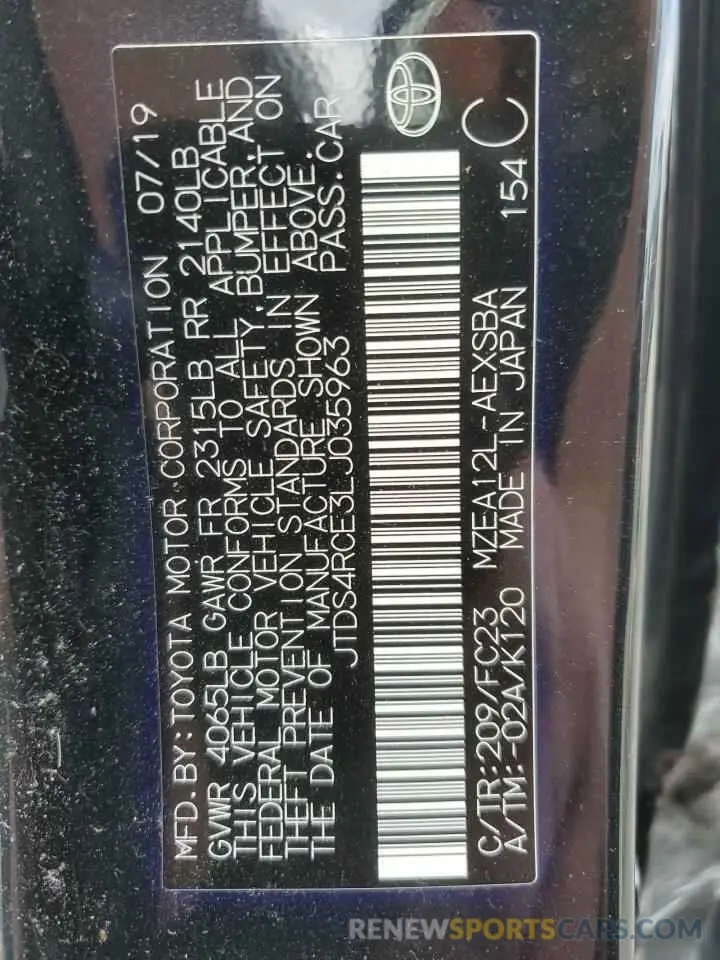 MFD. BY: TOYOTA MOTOR CORPORATION 07/19
GVWR 4065LB GAWR FR 2315LB RR 2140LB
THIS VEHICLE CONFORMS TO ALL APPLICABLE
FEDERAL MOTOR VEHICLE SAFETY, BUMPER, AND
THEFT PREVENTION STANDARDS IN EFFECT ON
THE DATE OF MANUFACTURE SHOWN ABOVE.
JTDS4RCE3LJ035963 PASS. CAR
C/TR: 209/FC23 MZEA12L-AEXSBA
A/TM: -02A/K120 MADE IN JAPAN 154 C
RENEWSPORTSCARS.COM